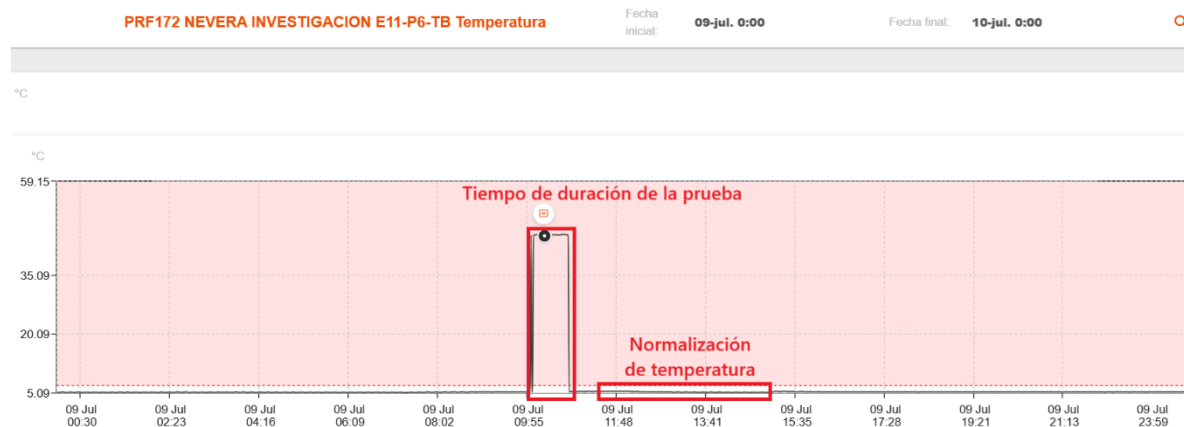 PRF172 NEVERA INVESTIGACION E11-P6-TB Temperatura
Fecha
inicial:
09-jul. 0:00
Fecha final:
10-jul. 0:00
°C
°C
59.15
Tiempo de duración de la prueba
35.09
20.09
Normalización
de temperatura
5.09
09 Jul 09 Jul 09 Jul 09 Jul 09 Jul 09 Jul 09 Jul 09 Jul 09 Jul 09 Jul 09 Jul 09 Jul 09 Jul
00:30 02:23 04:16 06:09 08:02 09:55 11:48 13:41 15:35 17:28 19:21 21:13 23:59